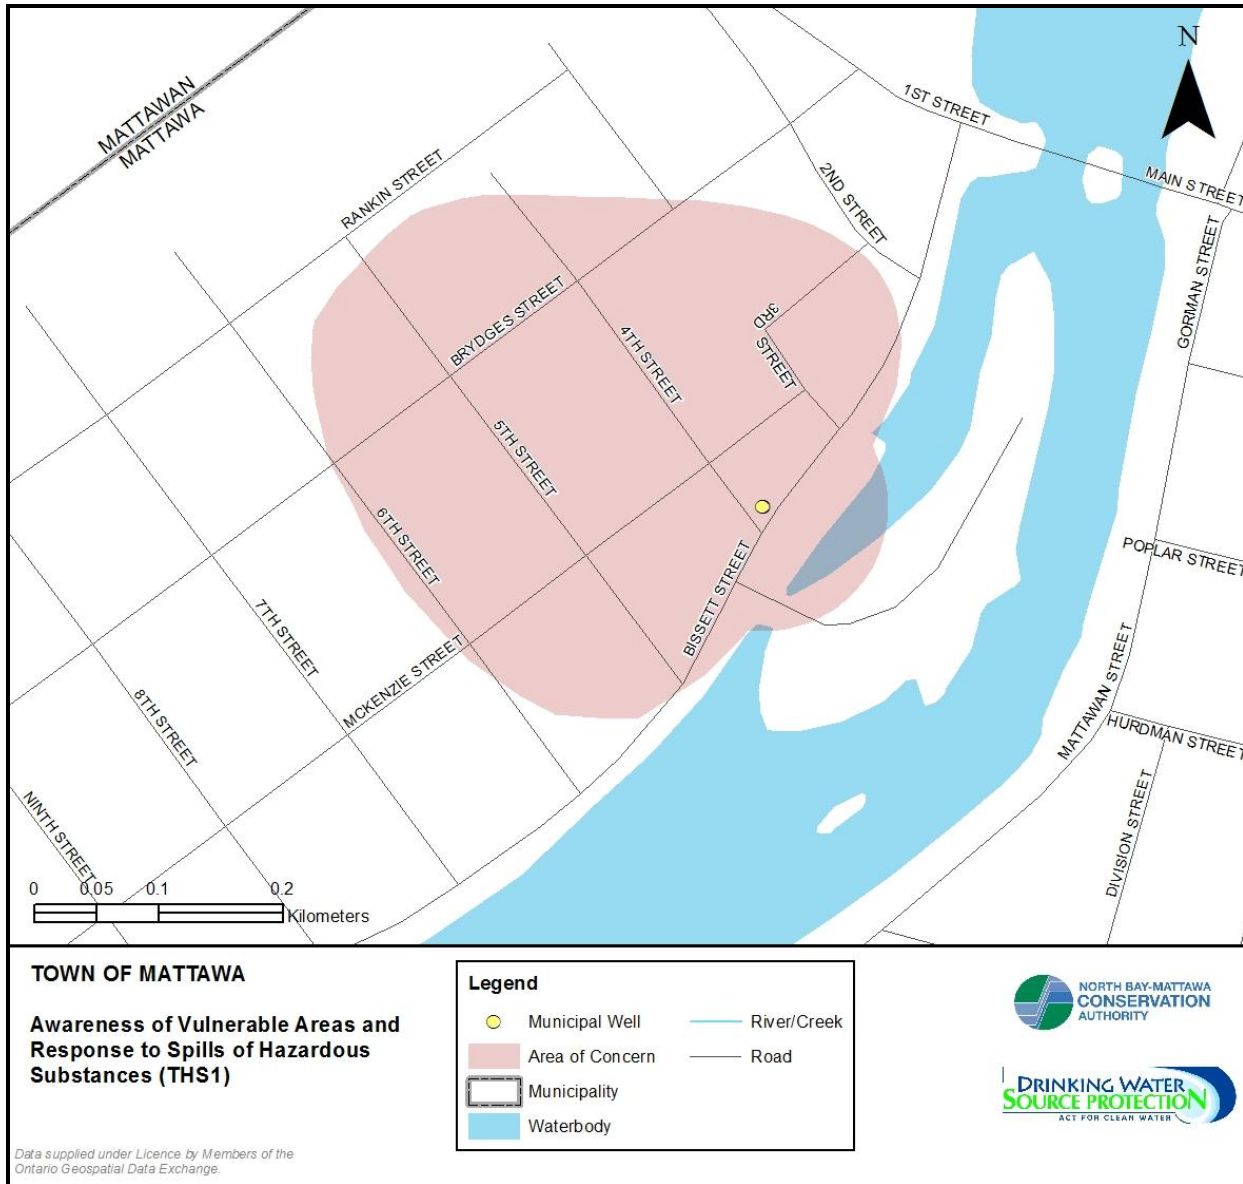 N
MATTAWAN
MATTAWA
1ST STREET
MAIN STREET
RANKIN STREET
2ND STREET
GORMAN STREET
BRYDGES STREET
3RD
STREET
4TH STREET
5TH STREET
6TH STREET
BISSETT STREET
POPLAR STREET
7TH STREET
MCKENZIE STREET
MATTAWAN STREET
8TH STREET
HURDMAN STREET
DIVISION STREET
NINTH STREET
0 0.05 0.1 0.2
Kilometers
TOWN OF MATTAWA
Awareness of Vulnerable Areas and
Response to Spills of Hazardous
Substances (THS1)
Data supplied under Licence by Members of the
Ontario Geospatial Data Exchange.
Legend
Municipal Well
River/Creek
Area of Concern
Road
Municipality
Waterbody
NORTH BAY-MATTAWA
CONSERVATION
AUTHORITY
DRINKING WATER
SOURCE PROTECTION
ACT FOR CLEAN WATER